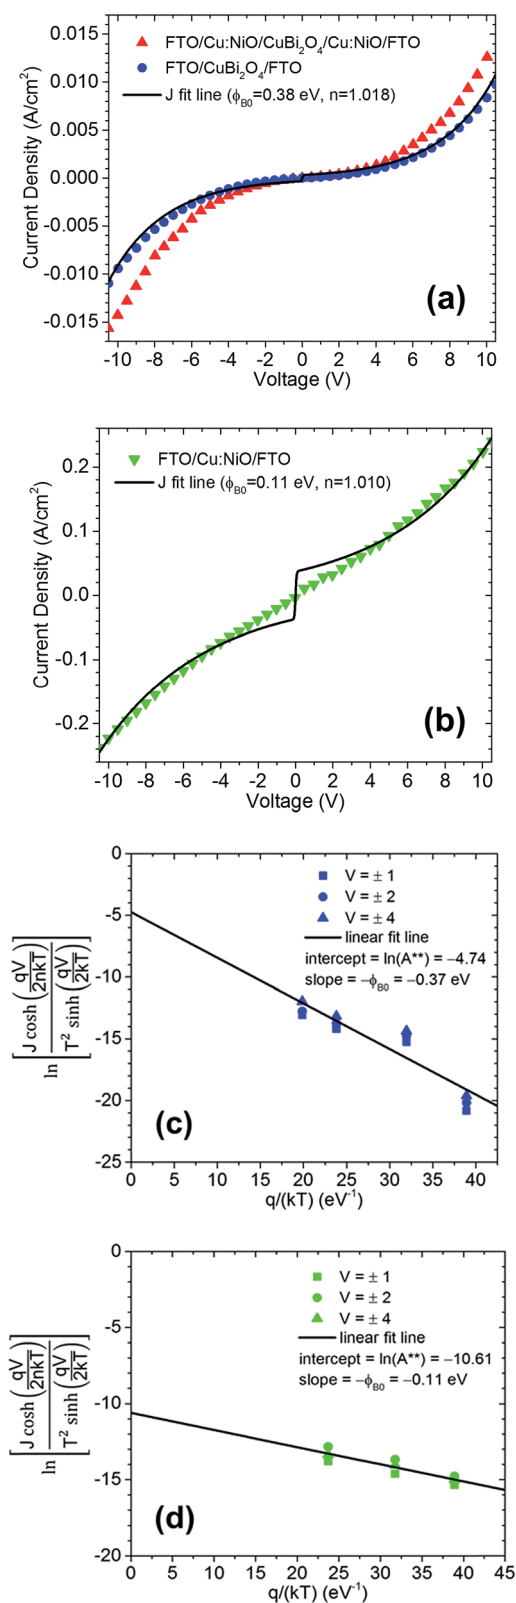 0.015
0.010
0.005
0.000
-0.005
-0.010
-0.015
Current Density (A/cm²)
FTO/Cu:NiO/CuBi₂O₄/Cu:NiO/FTO
FTO/CuBi₂O₄/FTO
J fit line (ϕB0=0.38 eV, n=1.018)
(a)
-10 -8 -6 -4 -2 0 2 4 6 8 10
Voltage (V)
0.2
0.1
0.0
-0.1
-0.2
Current Density (A/cm²)
FTO/Cu:NiO/FTO
J fit line (ϕB0=0.11 eV, n=1.010)
(b)
-10 -8 -6 -4 -2 0 2 4 6 8 10
Voltage (V)
0
-5
-10
-15
-20
-25
ln[J cosh(qV/2nkT)/T² sinh(qV/2kT)]
V = ± 1
V = ± 2
V = ± 4
linear fit line
intercept = ln(A**) = −4.74
slope = −ϕB0 = −0.37 eV
(c)
0 5 10 15 20 25 30 35 40
q/(kT) (eV⁻¹)
0
-5
-10
-15
-20
ln[J cosh(qV/2nkT)/T² sinh(qV/2kT)]
V = ± 1
V = ± 2
V = ± 4
linear fit line
intercept = ln(A**) = −10.61
slope = −ϕB0 = −0.11 eV
(d)
0 5 10 15 20 25 30 35 40 45
q/(kT) (eV⁻¹)